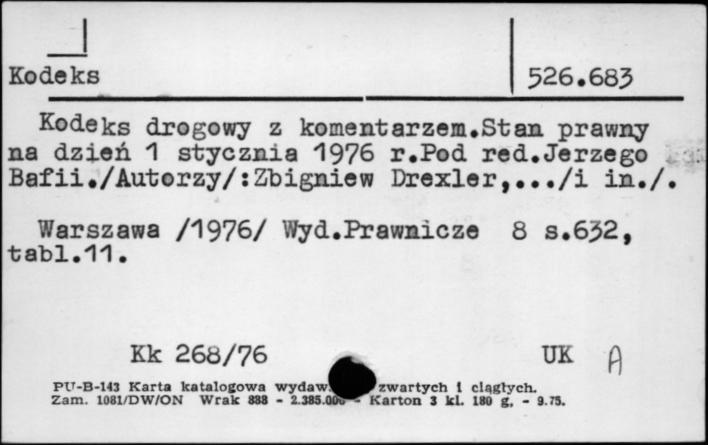 Kodeks 526.683
Kodeks drogowy z komentarzem.Stan prawny
na dzień 1 stycznia 1976 r.Pod red.Jerzego
Bafii./Autorzy/:Zbigniew Drexler,.../i in./.
Warszawa /1976/ Wyd.Prawnicze 8 s.632,
tabl.11.
Kk 268/76 UK A
PU-B-143 Karta katalogowa wydaw. zwartych i ciągłych.
Zam. 1081/DW/ON Wrak 888 - 2.385.000 - Karton 3 kl. 180 g, - 9.75.